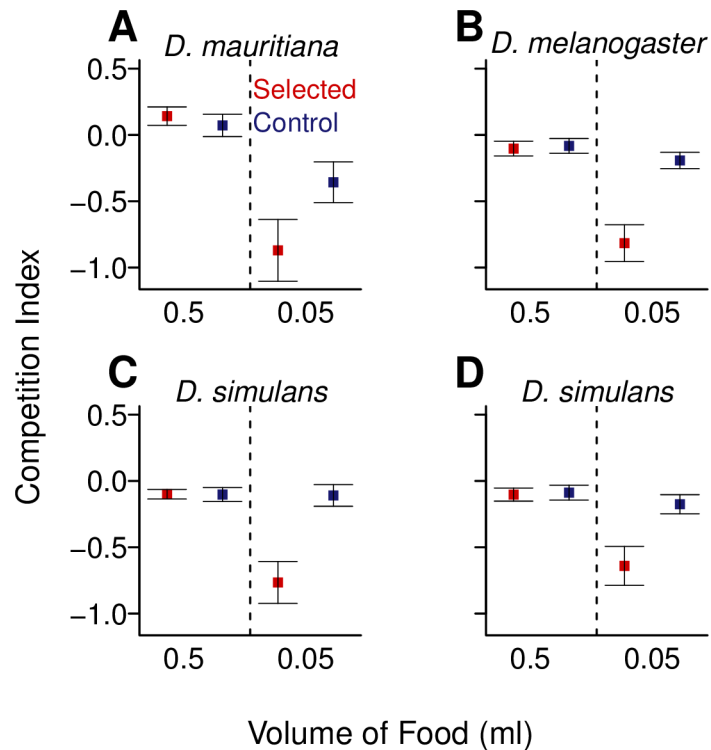 A
D. mauritiana
B
D. melanogaster
0.5
0.0
−0.5
−1.0
Selected
Control
0.5
0.05
0.5
0.05
C
D. simulans
D
D. simulans
0.5
0.0
−0.5
−1.0
0.5
0.05
0.5
0.05
Competition Index
Volume of Food (ml)